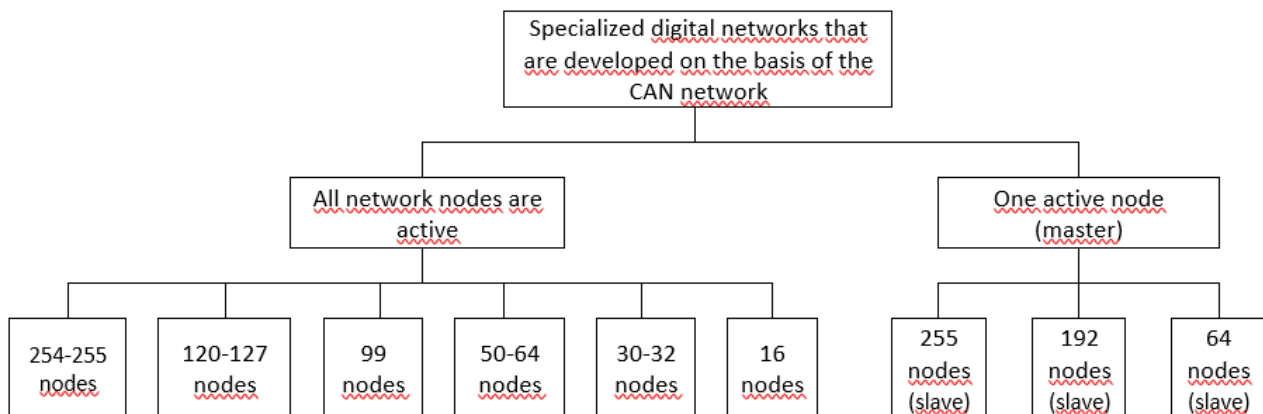 Specialized digital networks that
are developed on the basis of the
CAN network
All network nodes are
active
One active node
(master)
254-255
nodes
120-127
nodes
99
nodes
50-64
nodes
30-32
nodes
16
nodes
255
nodes
(slave)
192
nodes
(slave)
64
nodes
(slave)